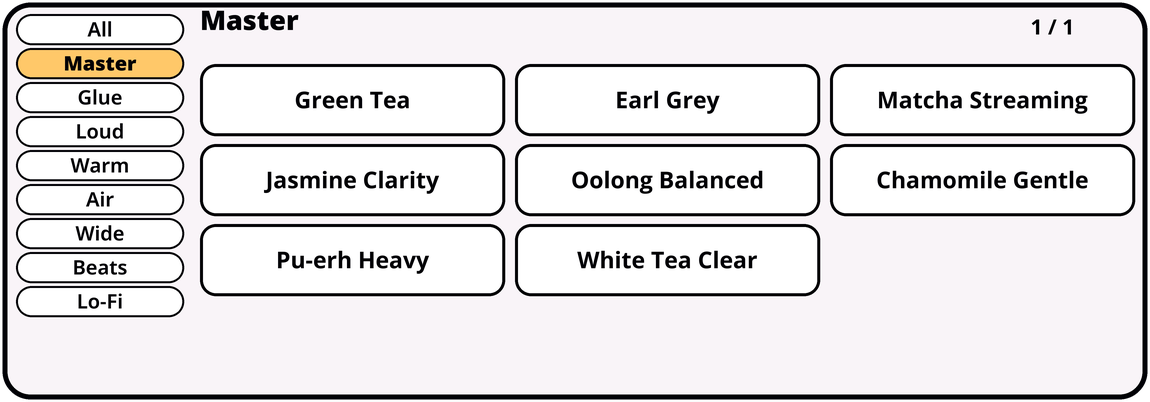 All
Master
Glue
Loud
Warm
Air
Wide
Beats
Lo-Fi
Master
1 / 1
Green Tea
Earl Grey
Matcha Streaming
Jasmine Clarity
Oolong Balanced
Chamomile Gentle
Pu-erh Heavy
White Tea Clear